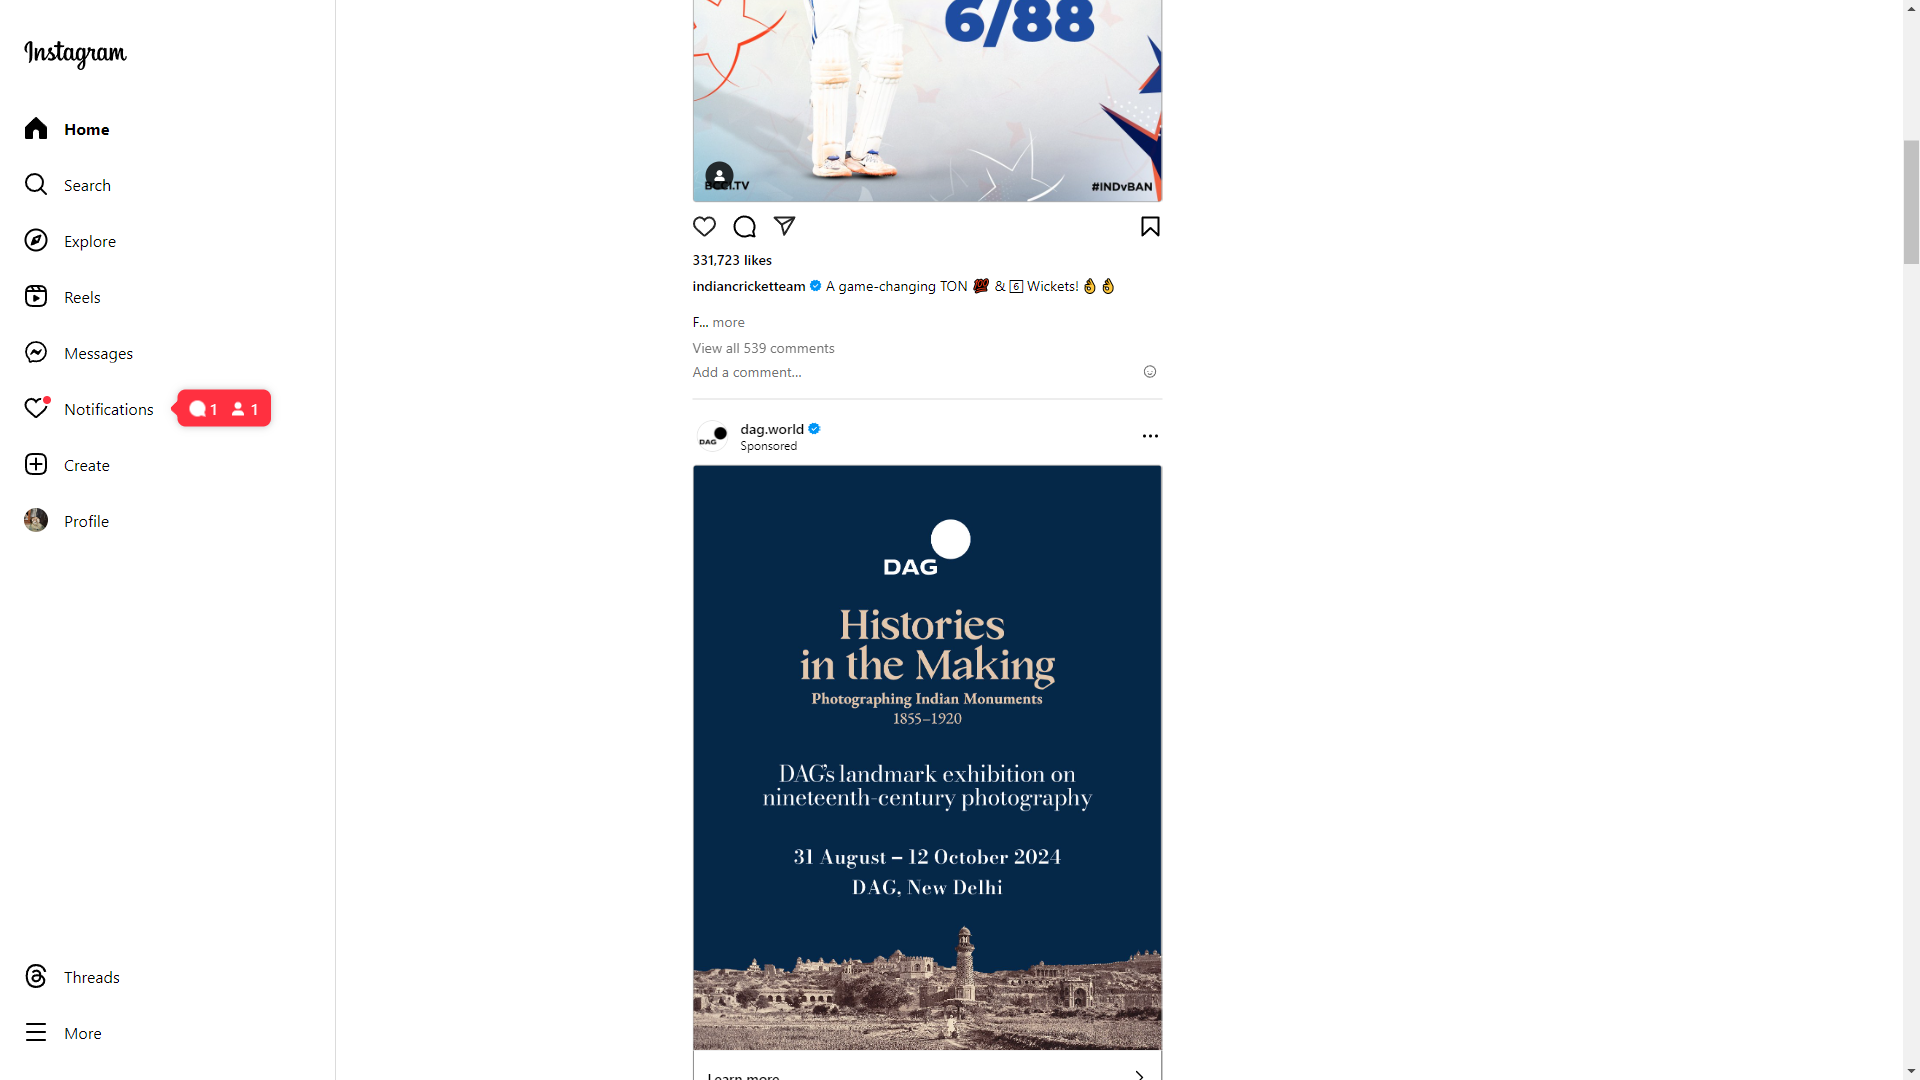 Instagram
Home
Search
Explore
Reels
Messages
Notifications
1 1
Create
Profile
Threads
More
6/88
BCCI.TV
#INDvBAN
331,723 likes
indiancricketteam A game-changing TON 💯 & 6️⃣ Wickets! 👌 👌
F... more
View all 539 comments
Add a comment...
DAG
dag.world
Sponsored
DAG
Histories
in the Making
Photographing Indian Monuments
1855–1920
DAG's landmark exhibition on
nineteenth-century photography
31 August – 12 October 2024
DAG, New Delhi
Learn more